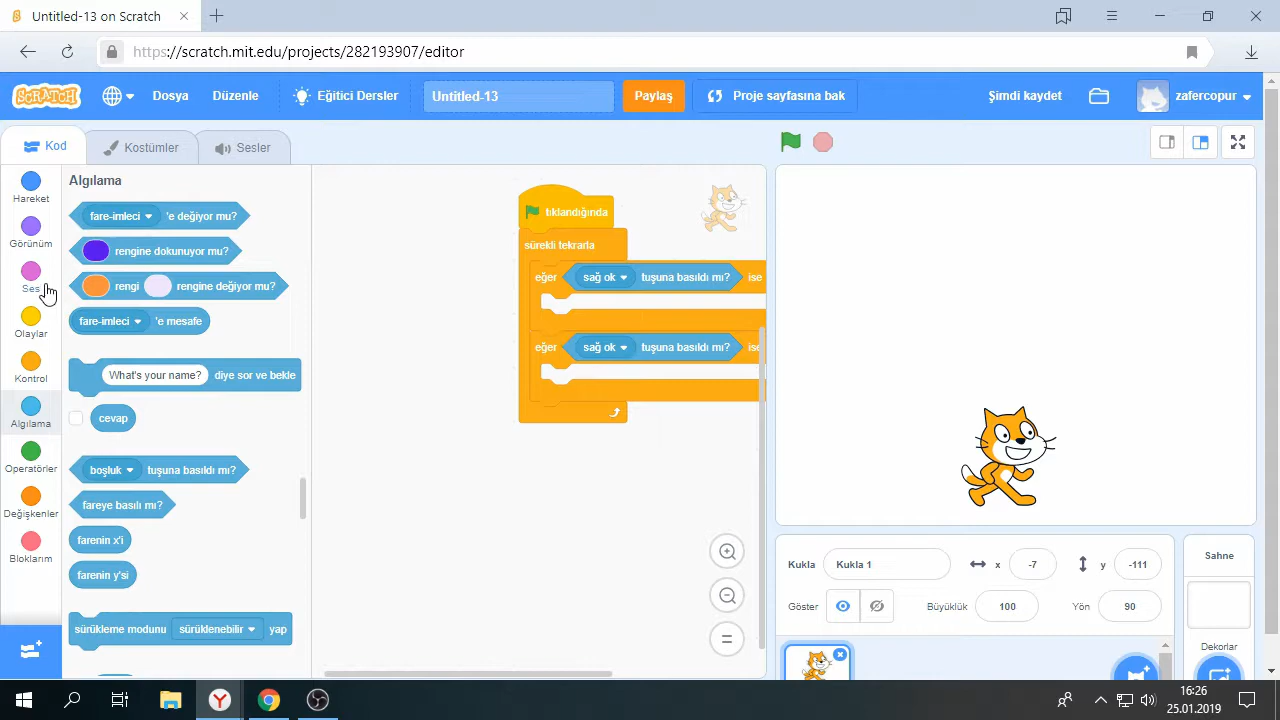 Untitled-13 on Scratch
https://scratch.mit.edu/projects/282193907/editor
SCRATCH
Dosya
Düzenle
Eğitici Dersler
Untitled-13
Paylaş
Proje sayfasına bak
Şimdi kaydet
zafercopur
Kod
Kostümler
Sesler
Hareket
Görünüm
Ses
Olaylar
Kontrol
Algılama
Operatörler
Değişkenler
Bloklarım
Algılama
fare-imleci 'e değiyor mu?
rengine dokunuyor mu?
rengi rengine değiyor mu?
fare-imleci 'e mesafe
What's your name? diye sor ve bekle
cevap
boşluk tuşuna basıldı mı?
fareye basılı mı?
farenin x'i
farenin y'si
sürükleme modunu sürüklenebilir yap
tıklandığında
sürekli tekrarla
eğer sağ ok tuşuna basıldı mı? ise
eğer sağ ok tuşuna basıldı mı? ise
Kukla Kukla 1 x -7 y -111
Göster Büyüklük 100 Yön 90
Sahne
Dekorlar
16:26
25.01.2019